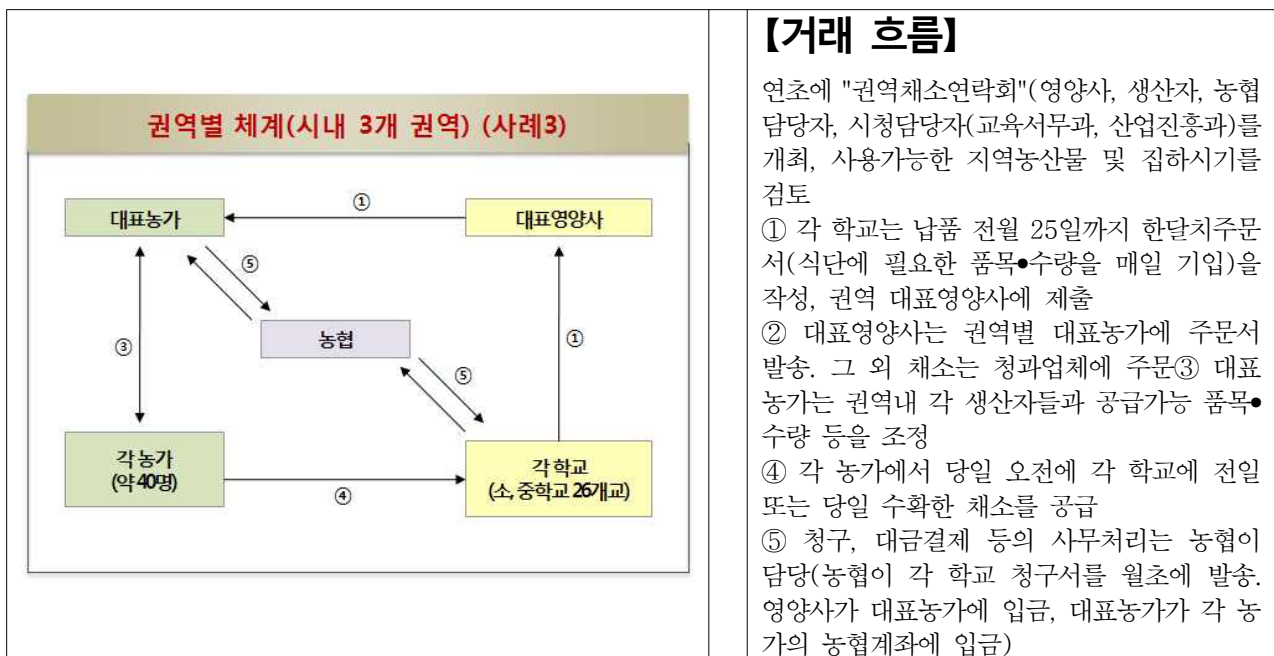 권역별 체계(시내 3개 권역) (사례3)
대표농가
①
대표영양사
⑤
③
농협
①
⑤
각 농가
(약 40명)
④
각 학교
(소, 중학교 26개교)
【거래 흐름】
연초에 "권역채소연락회"(영양사, 생산자, 농협
담당자, 시청담당자(교육서무과, 산업진흥과)를
개최, 사용가능한 지역농산물 및 집하시기를
검토
① 각 학교는 납품 전월 25일까지 한달치주문
서(식단에 필요한 품목●수량을 매일 기입)을
작성, 권역 대표영양사에 제출
② 대표영양사는 권역별 대표농가에 주문서
발송. 그 외 채소는 청과업체에 주문③ 대표
농가는 권역내 각 생산자들과 공급가능 품목●
수량 등을 조정
④ 각 농가에서 당일 오전에 각 학교에 전일
또는 당일 수확한 채소를 공급
⑤ 청구, 대금결제 등의 사무처리는 농협이
담당(농협이 각 학교 청구서를 월초에 발송.
영양사가 대표농가에 입금, 대표농가가 각 농
가의 농협계좌에 입금)